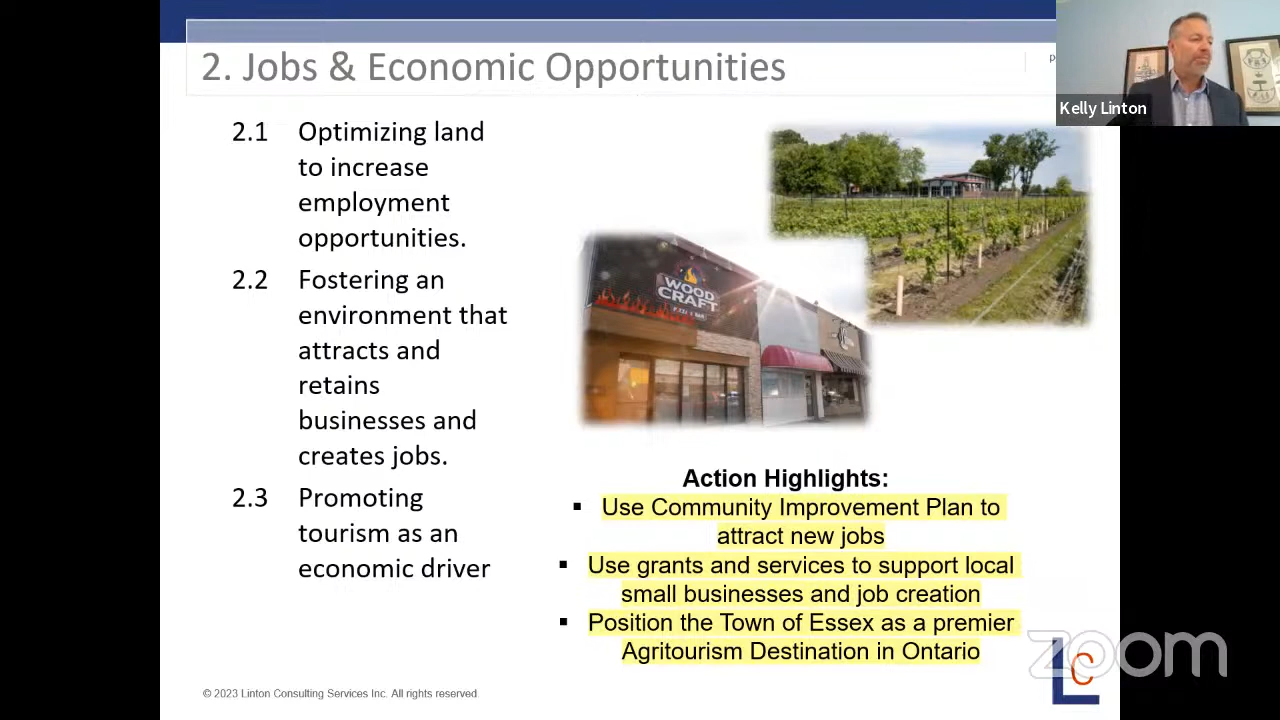 2. Jobs & Economic Opportunities
Kelly Linton
2.1 Optimizing land
to increase
employment
opportunities.
2.2 Fostering an
environment that
attracts and
retains
businesses and
creates jobs.
2.3 Promoting
tourism as an
economic driver
WOOD
CRAFT
Action Highlights:
▪ Use Community Improvement Plan to
attract new jobs
▪ Use grants and services to support local
small businesses and job creation
▪ Position the Town of Essex as a premier
Agritourism Destination in Ontario
zoom
LC
© 2023 Linton Consulting Services Inc. All rights reserved.